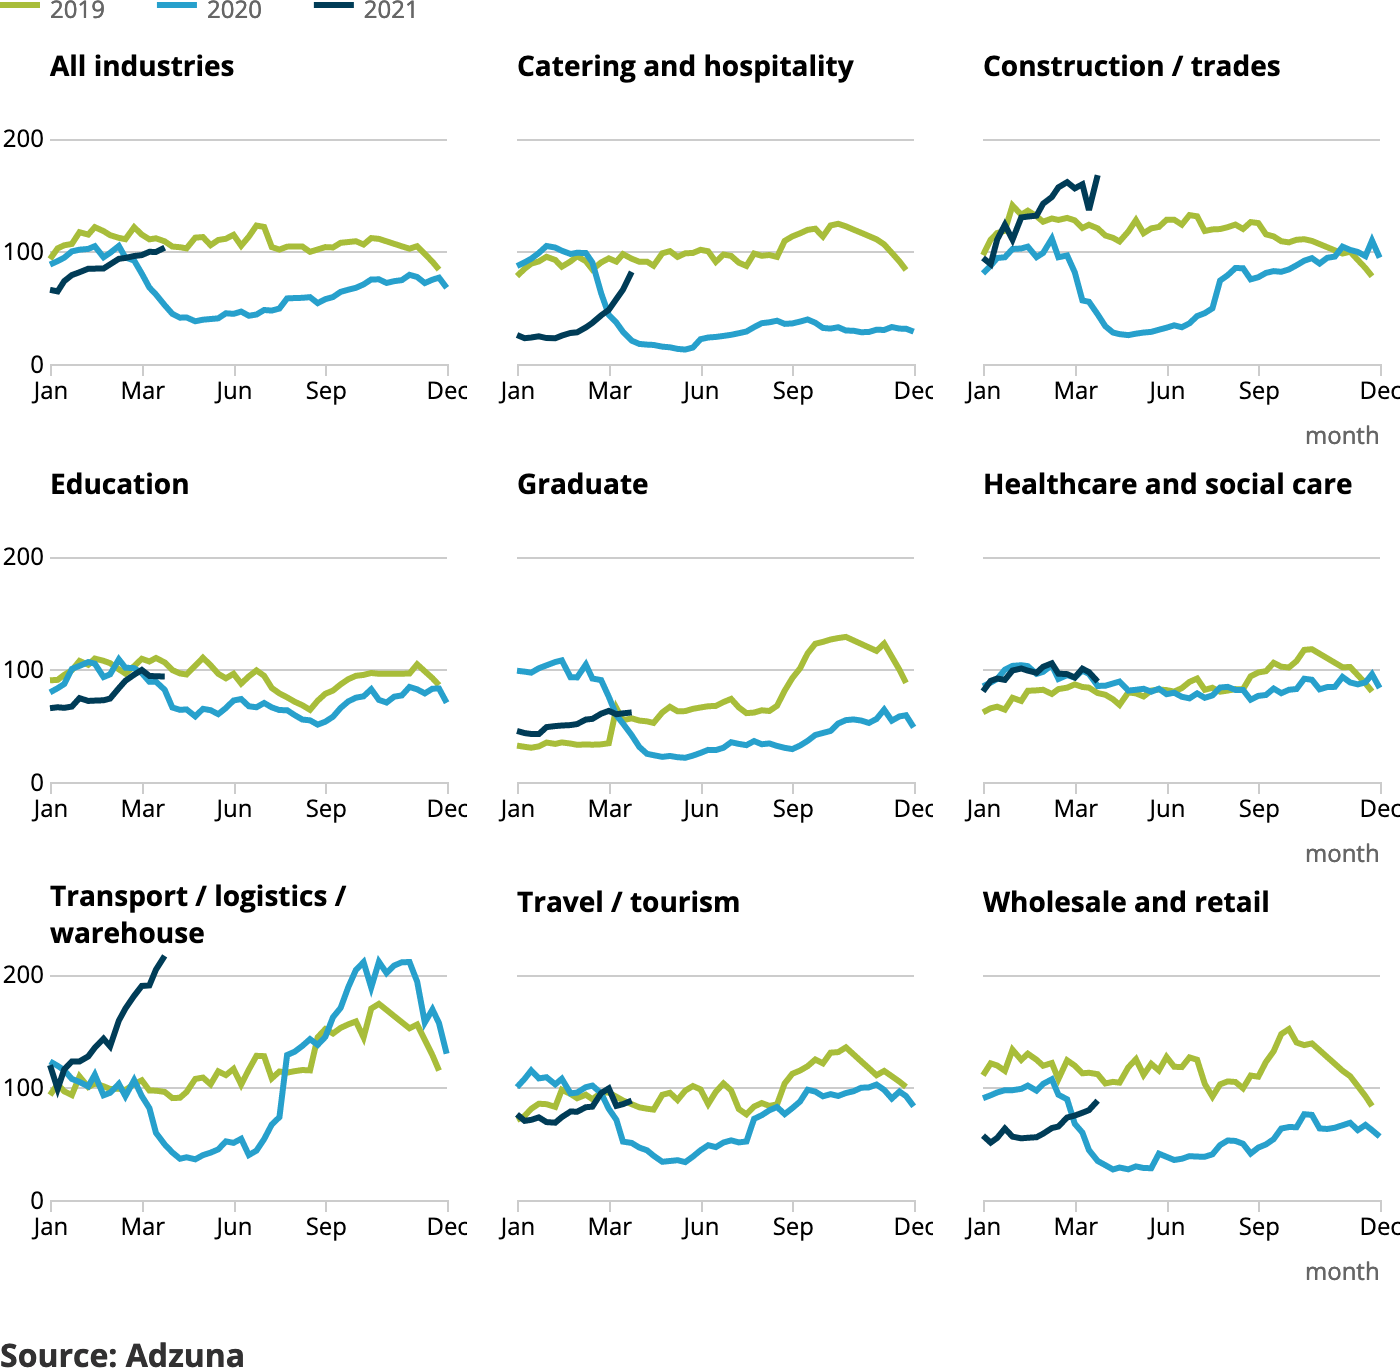 2019 2020 2021
All industries Catering and hospitality Construction / trades
200
100
0
Jan Mar Jun Sep Dec Jan Mar Jun Sep Dec Jan Mar Jun Sep Dec
month
Education Graduate Healthcare and social care
200
100
0
Jan Mar Jun Sep Dec Jan Mar Jun Sep Dec Jan Mar Jun Sep Dec
month
Transport / logistics /
warehouse
Travel / tourism Wholesale and retail
200
100
0
Jan Mar Jun Sep Dec Jan Mar Jun Sep Dec Jan Mar Jun Sep Dec
month
Source: Adzuna